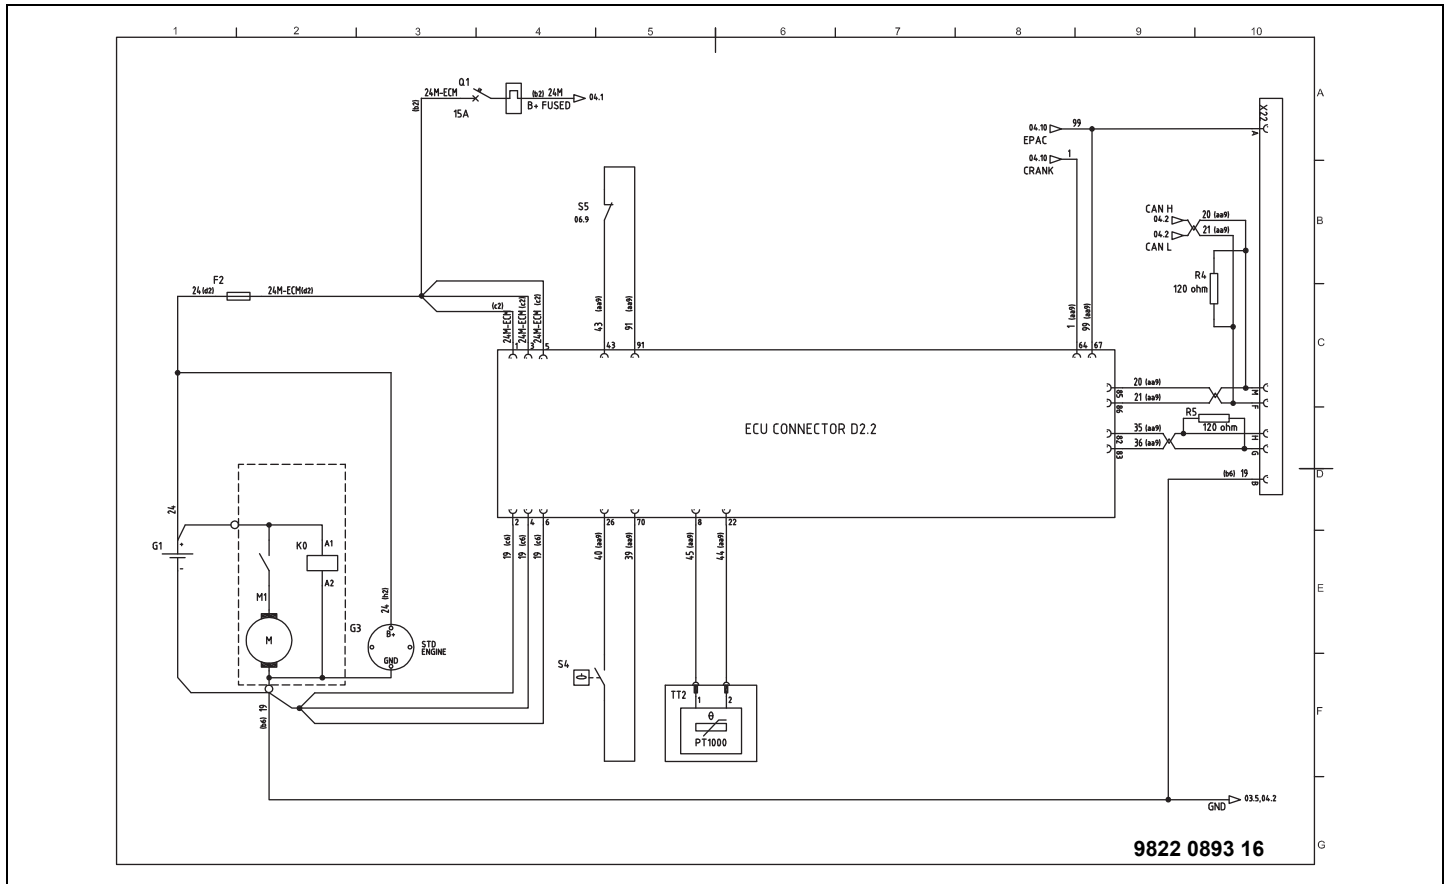 1 2 3 4 5 6 7 8 9 10
A
B
C
D
E
F
G
Q1
24M-ECM
(b2) 24M
04.1
B+ FUSED
15A
(b2)
04.10 99
EPAC
04.10 1
CRANK
X22
A
S5
06.9
CAN H
04.2 20 (aa9)
04.2 21 (aa9)
CAN L
R4
120 ohm
F2
24 (d2) 24M-ECM(d2)
(c2)
24M-ECM
24M-ECM (c2)
24M-ECM (c2)
43 (aa9)
91 (aa9)
1 (aa9)
99 (aa9)
1 3 5 43 91 64 67
85 20 (aa9) M
86 21 (aa9) F
R5
120 ohm
82 35 (aa9) H
83 36 (aa9) G
(b6) 19 B
ECU CONNECTOR D2.2
2 4 6 26 70 8 22
19 (c6)
19 (c6)
19 (c6)
40 (aa9)
39 (aa9)
45 (aa9)
44 (aa9)
24
G1
+
-
K0
A1
A2
M1
M
24 (h2)
G3
B+
GND
STD
ENGINE
S4
TT2
1 2
θ
PT1000
(b6) 19
GND 03.5,04.2
9822 0893 16